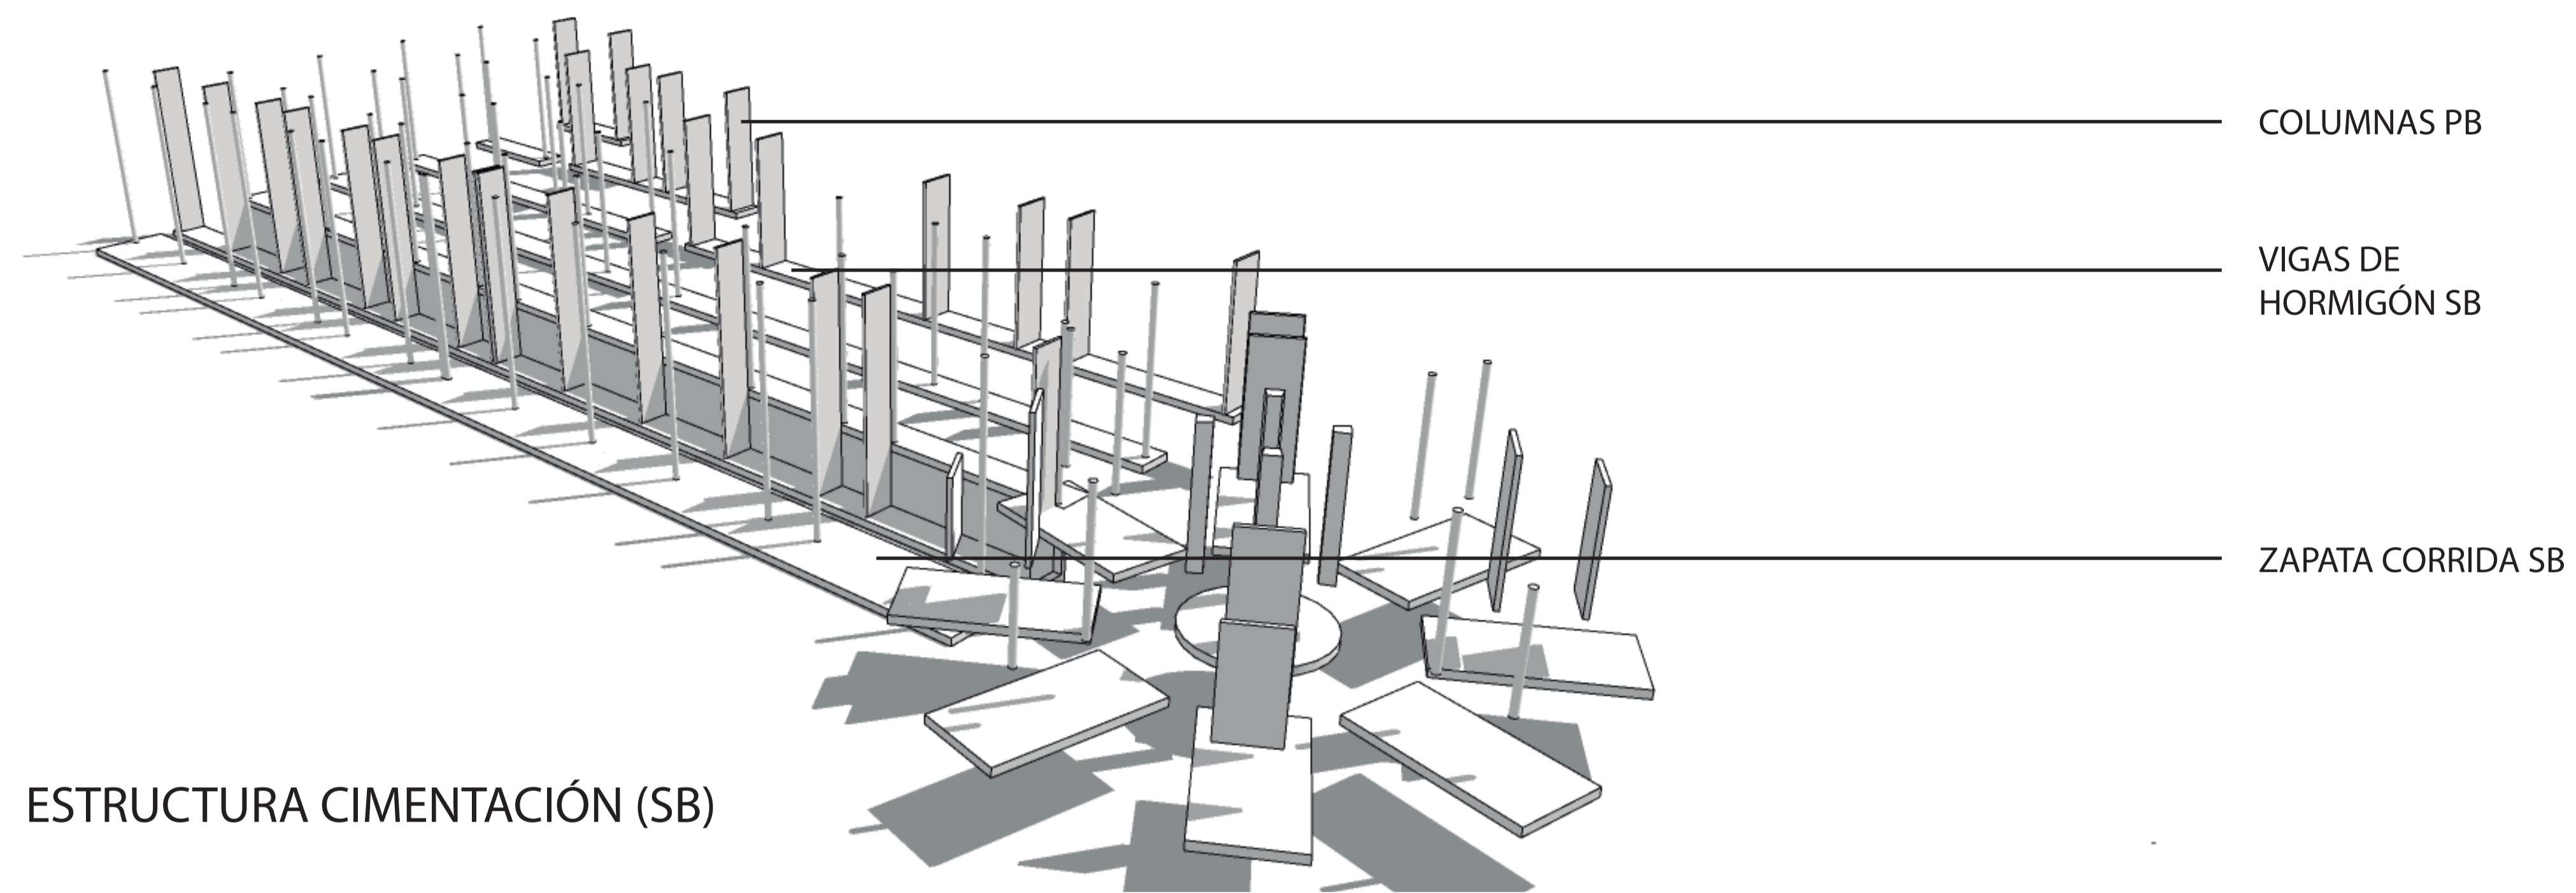 COLUMNAS PB
VIGAS DE
HORMIGÓN SB
ZAPATA CORRIDA SB
ESTRUCTURA CIMENTACIÓN (SB)